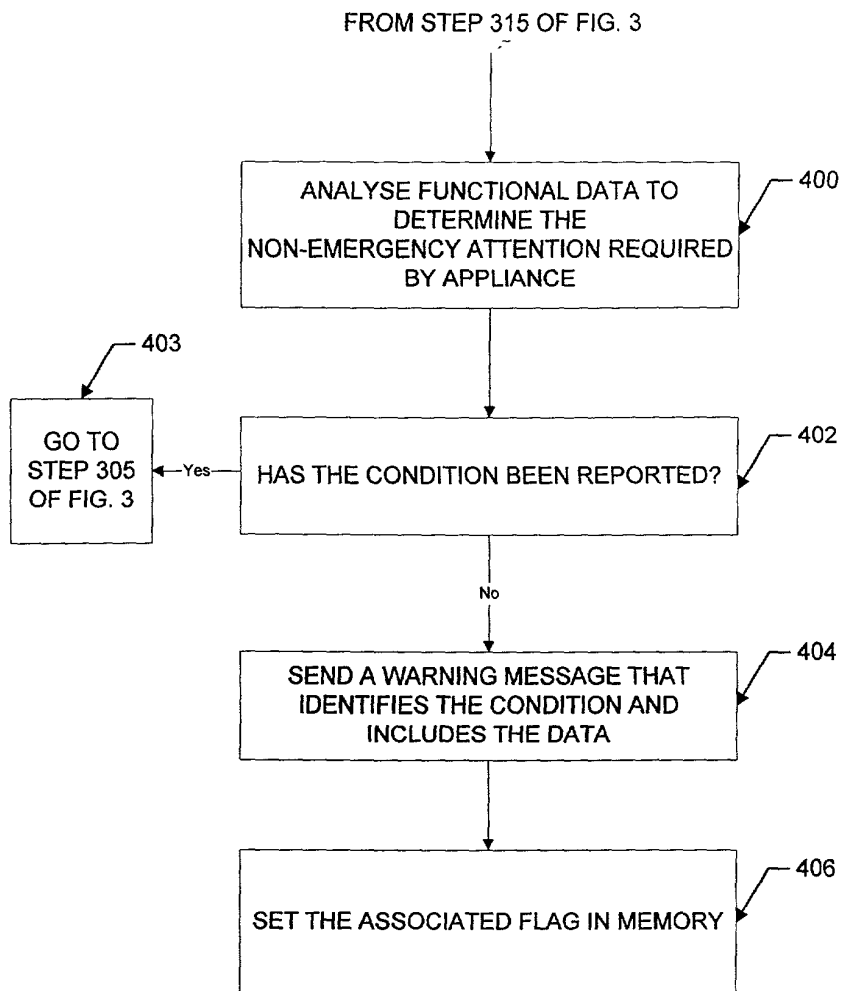 FROM STEP 315 OF FIG. 3
ANALYSE FUNCTIONAL DATA TO
DETERMINE THE
NON-EMERGENCY ATTENTION REQUIRED
BY APPLIANCE
400
403
GO TO
STEP 305
OF FIG. 3
Yes
HAS THE CONDITION BEEN REPORTED?
402
No
SEND A WARNING MESSAGE THAT
IDENTIFIES THE CONDITION AND
INCLUDES THE DATA
404
SET THE ASSOCIATED FLAG IN MEMORY
406